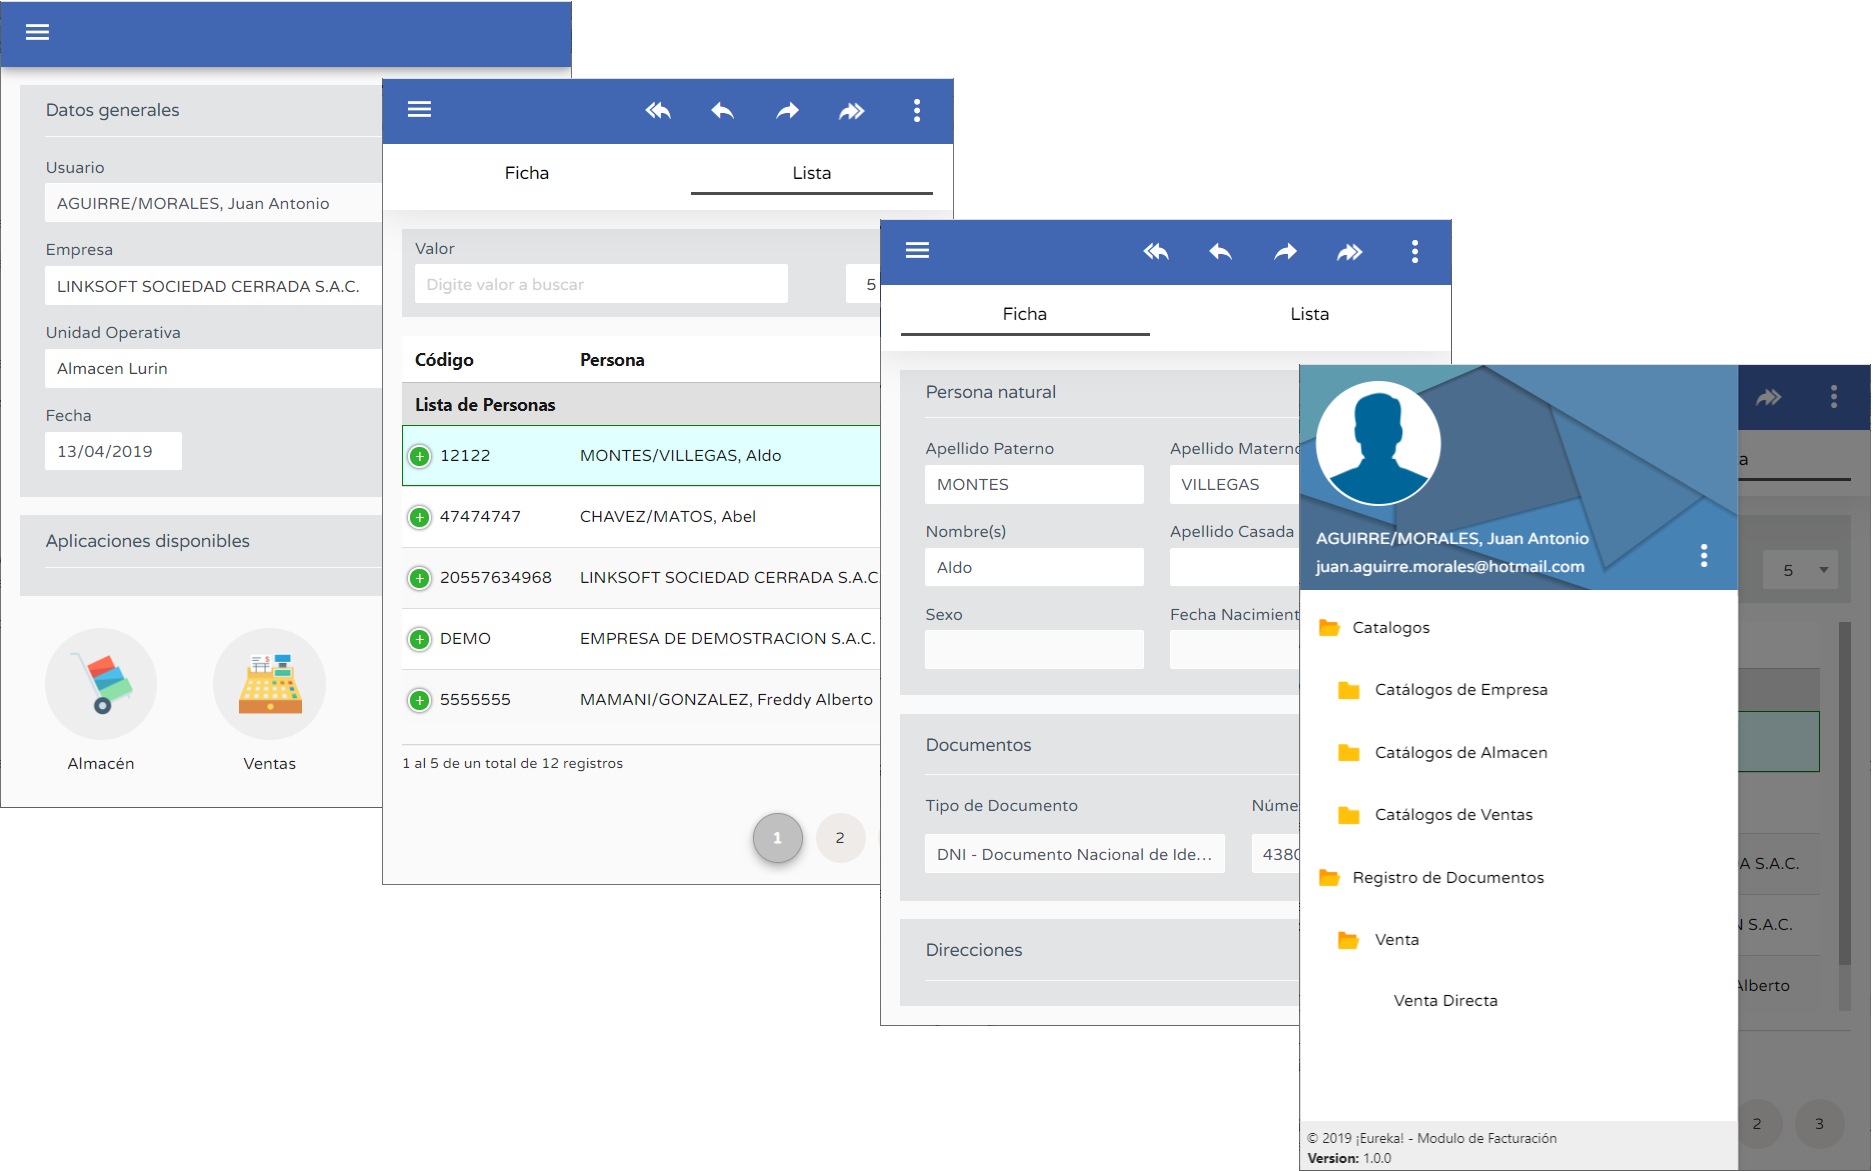 Datos generales
Usuario
AGUIRRE/MORALES, Juan Antonio
Empresa
LINKSOFT SOCIEDAD CERRADA S.A.C.
Unidad Operativa
Almacen Lurin
Fecha
13/04/2019
Aplicaciones disponibles
Almacén Ventas
Ficha Lista
Valor
Digite valor a buscar 5
Código Persona
Lista de Personas
12122 MONTES/VILLEGAS, Aldo
47474747 CHAVEZ/MATOS, Abel
20557634968 LINKSOFT SOCIEDAD CERRADA S.A.C
DEMO EMPRESA DE DEMOSTRACION S.A.C.
5555555 MAMANI/GONZALEZ, Freddy Alberto
1 al 5 de un total de 12 registros
1 2
Ficha Lista
Persona natural
Apellido Paterno Apellido Materno
MONTES VILLEGAS
Nombre(s) Apellido Casada
Aldo
Sexo Fecha Nacimient
Documentos
Tipo de Documento Núme
DNI - Documento Nacional de Ide... 4380
Direcciones
AGUIRRE/MORALES, Juan Antonio
juan.aguirre.morales@hotmail.com
Catalogos
Catálogos de Empresa
Catálogos de Almacen
Catálogos de Ventas
Registro de Documentos
Venta
Venta Directa
© 2019 ¡Eureka! - Modulo de Facturación
Version: 1.0.0
a
5
A S.A.C.
N S.A.C.
Alberto
2 3